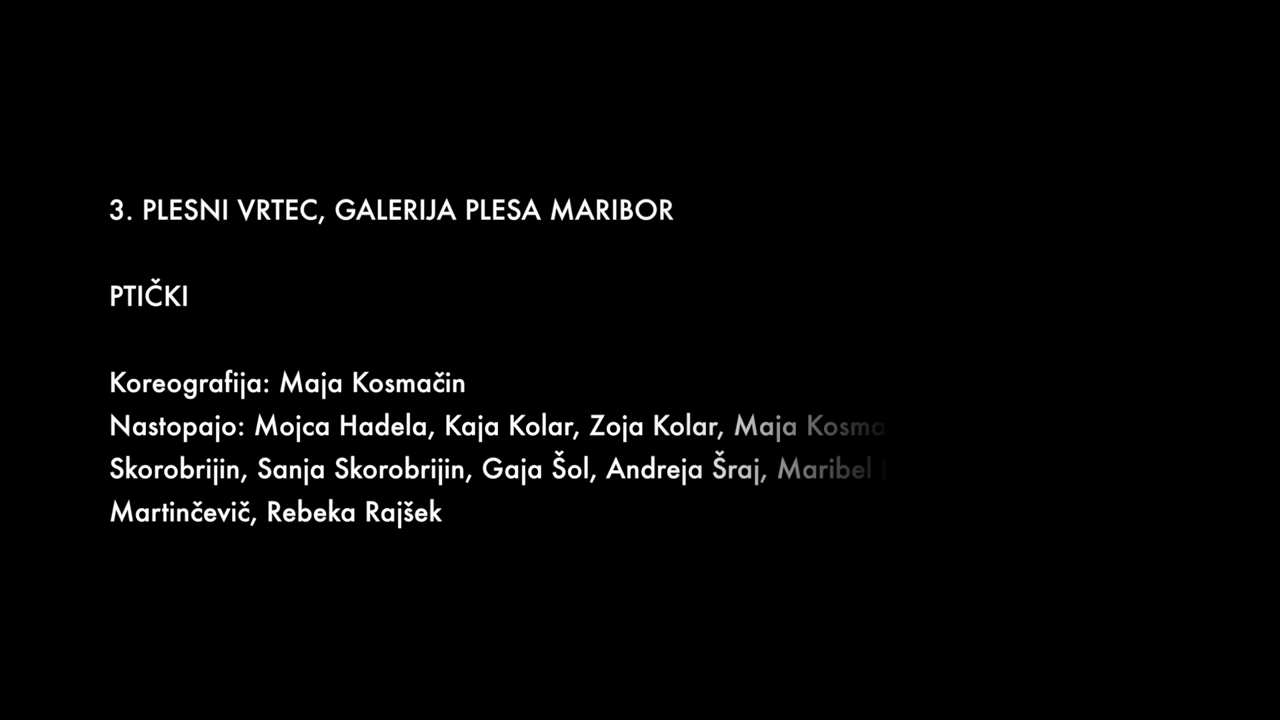 3. PLESNI VRTEC, GALERIJA PLESA MARIBOR
PTIČKI
Koreografija: Maja Kosmačin
Nastopajo: Mojca Hadela, Kaja Kolar, Zoja Kolar, Maja
Skorobrijin, Sanja Skorobrijin, Gaja Šol, Andreja Šraj, Maribel
Martinčevič, Rebeka Rajšek